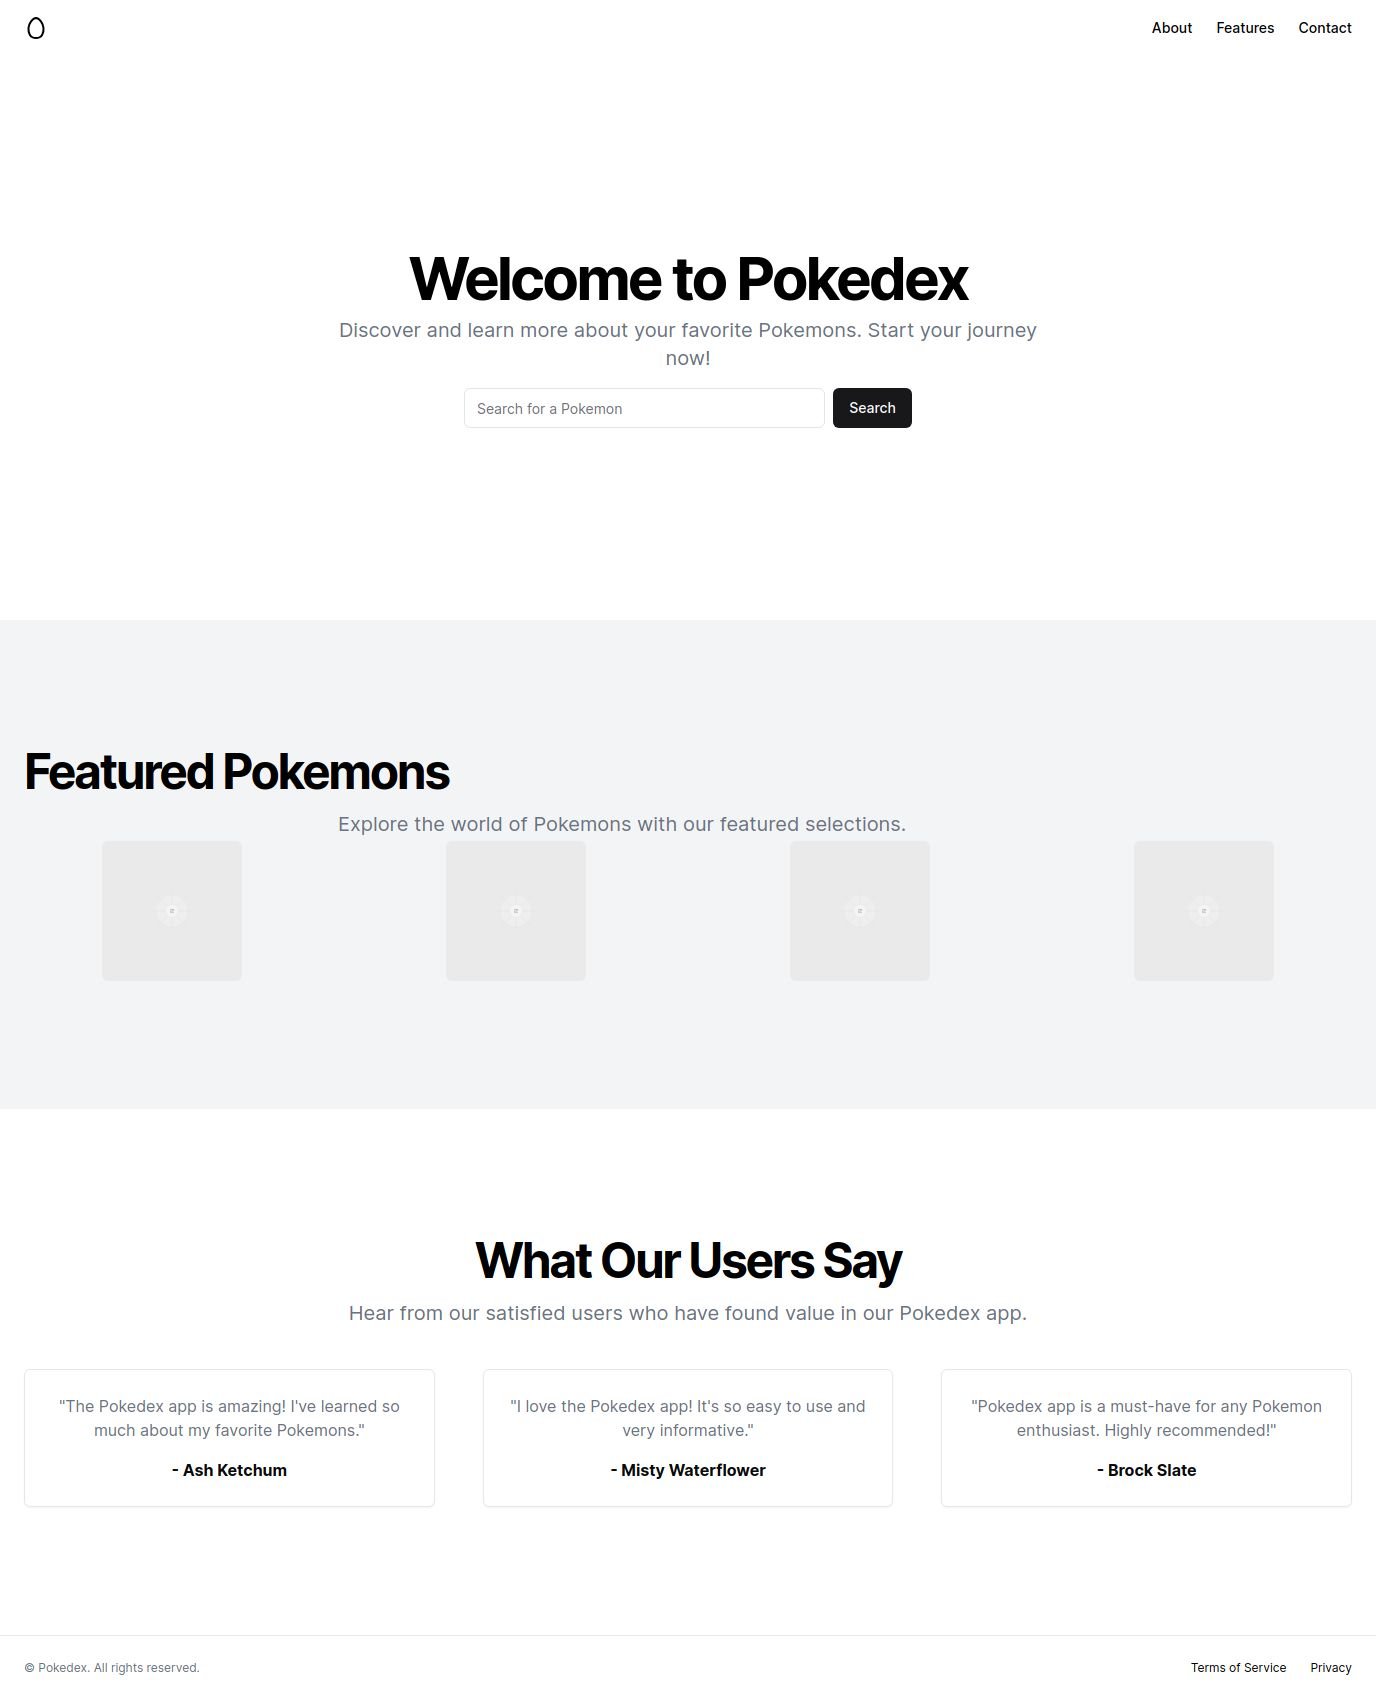 About Features Contact
Welcome to Pokedex
Discover and learn more about your favorite Pokemons. Start your journey
now!
Search for a Pokemon Search
Featured Pokemons
Explore the world of Pokemons with our featured selections.
What Our Users Say
Hear from our satisfied users who have found value in our Pokedex app.
"The Pokedex app is amazing! I've learned so
much about my favorite Pokemons."
- Ash Ketchum
"I love the Pokedex app! It's so easy to use and
very informative."
- Misty Waterflower
"Pokedex app is a must-have for any Pokemon
enthusiast. Highly recommended!"
- Brock Slate
© Pokedex. All rights reserved.
Terms of Service Privacy